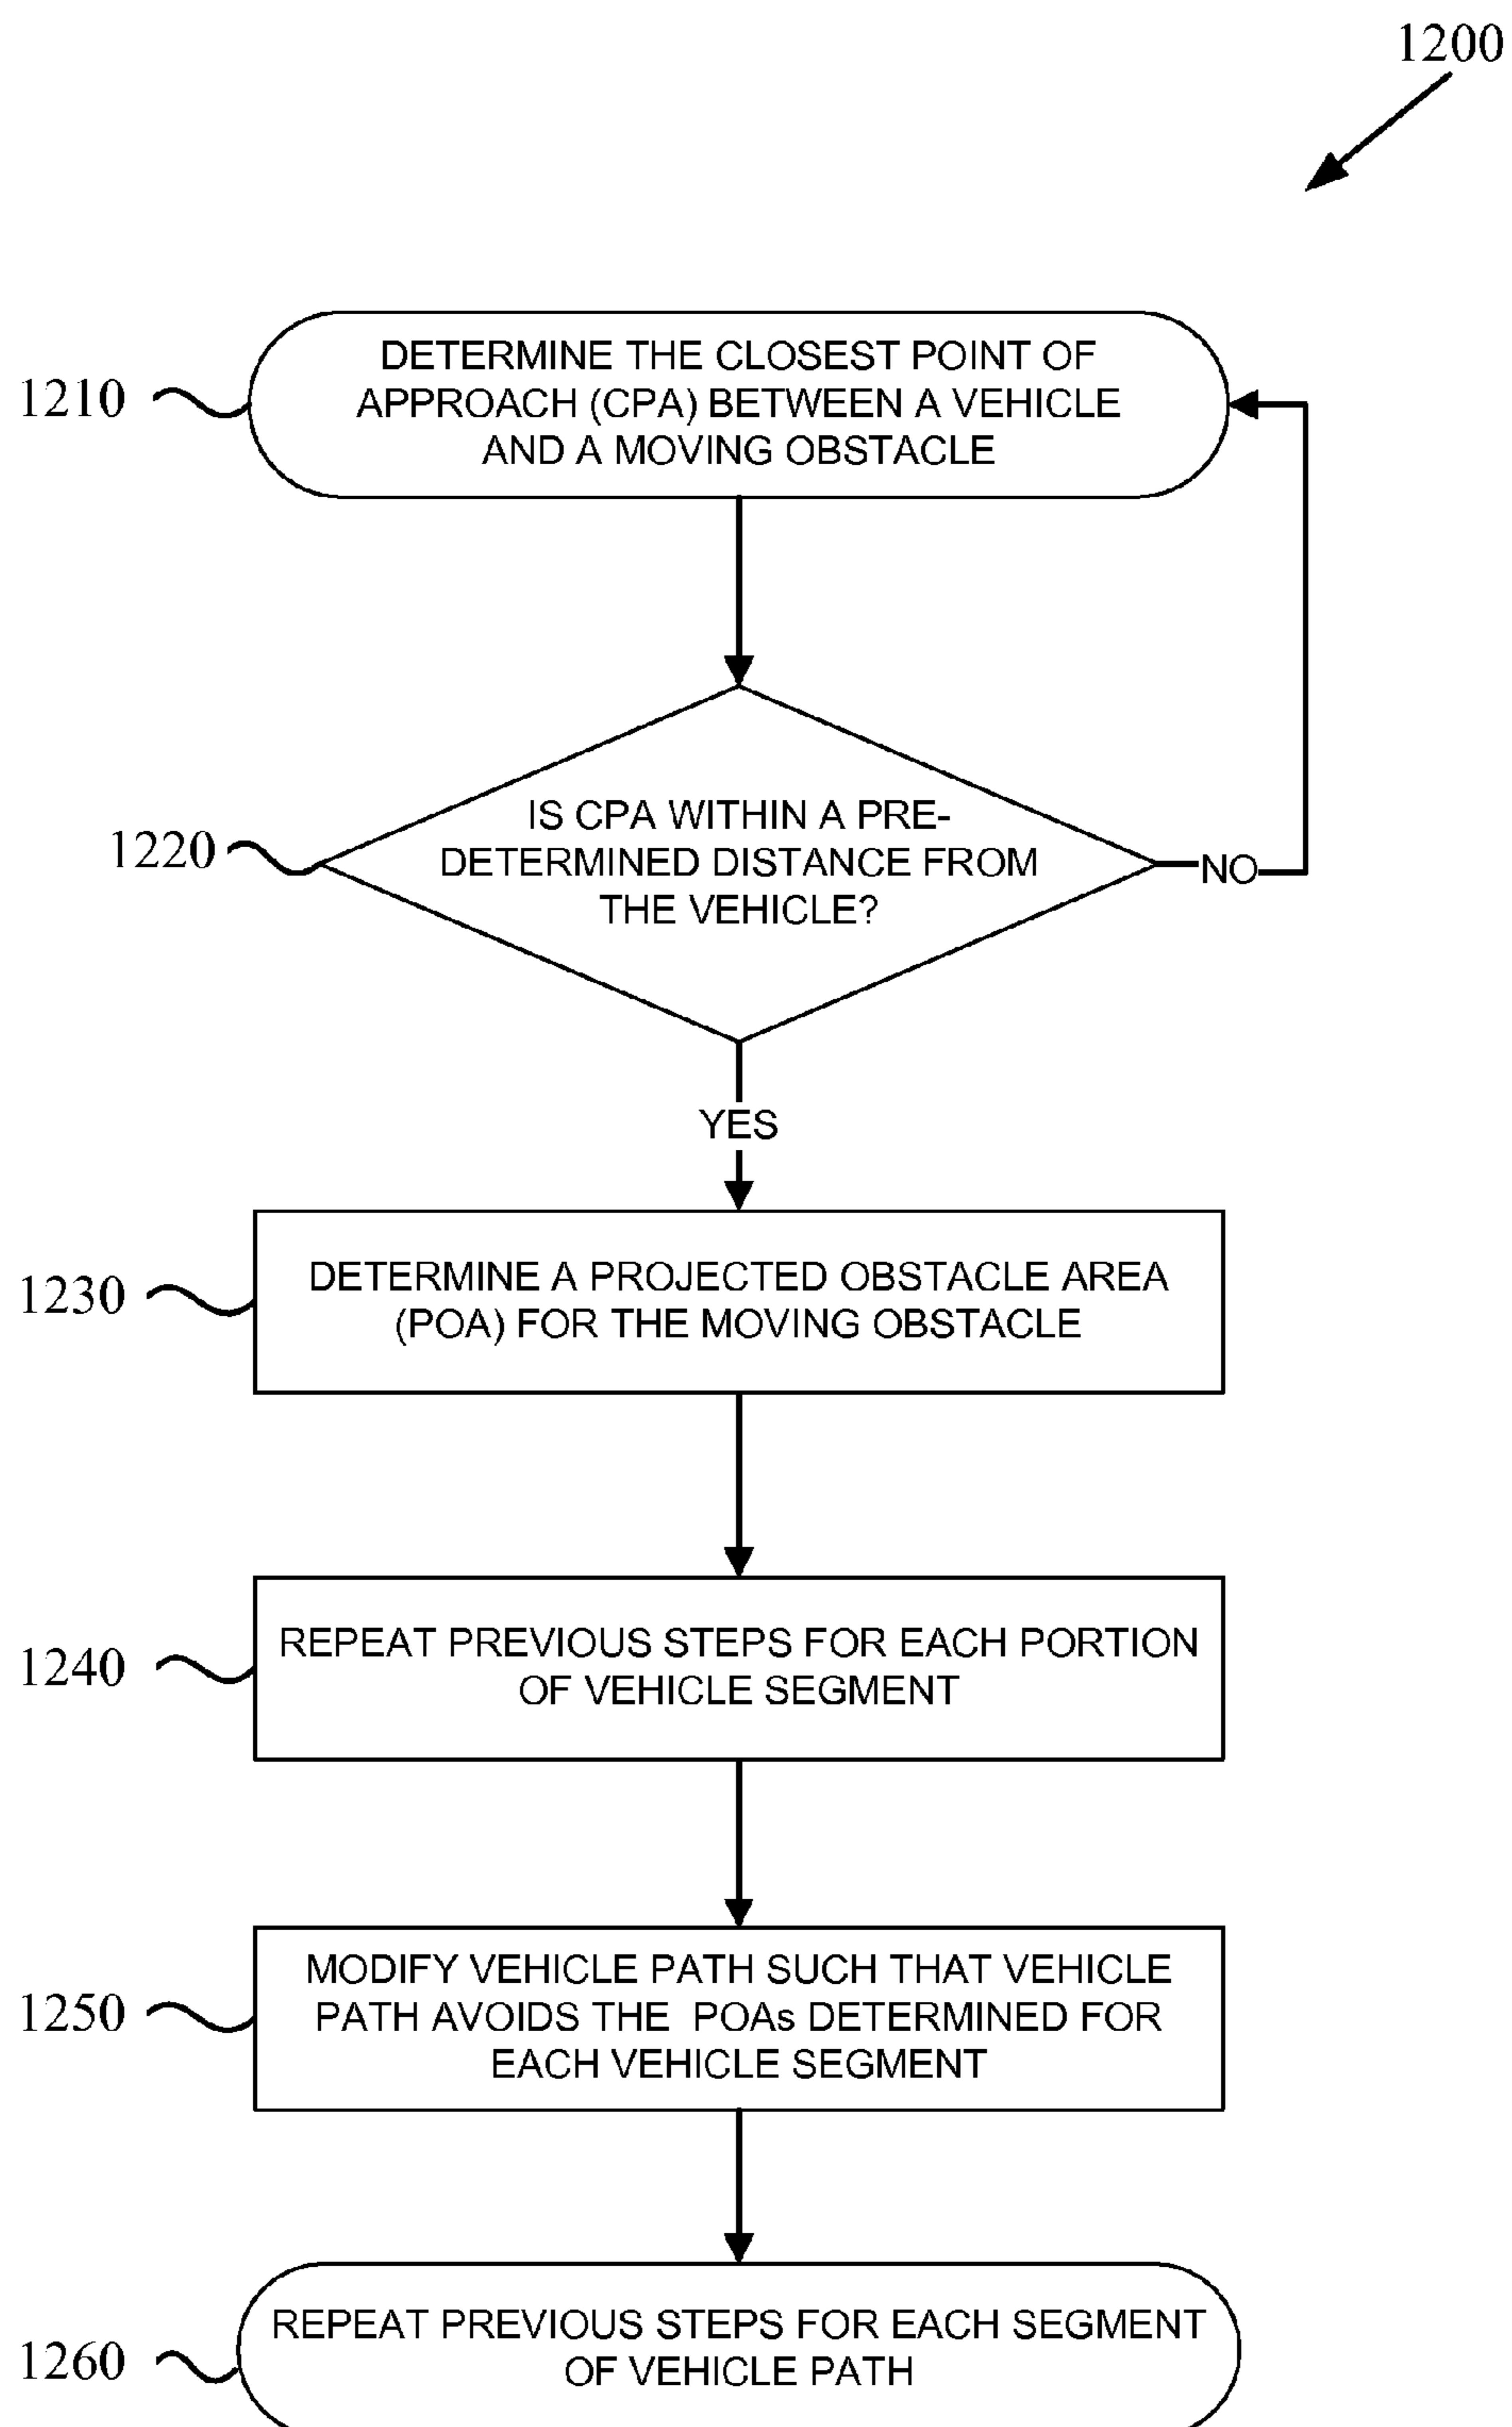 1200
1210
DETERMINE THE CLOSEST POINT OF
APPROACH (CPA) BETWEEN A VEHICLE
AND A MOVING OBSTACLE
1220
IS CPA WITHIN A PRE-
DETERMINED DISTANCE FROM
THE VEHICLE?
NO
YES
1230
DETERMINE A PROJECTED OBSTACLE AREA
(POA) FOR THE MOVING OBSTACLE
1240
REPEAT PREVIOUS STEPS FOR EACH PORTION
OF VEHICLE SEGMENT
1250
MODIFY VEHICLE PATH SUCH THAT VEHICLE
PATH AVOIDS THE POAs DETERMINED FOR
EACH VEHICLE SEGMENT
1260
REPEAT PREVIOUS STEPS FOR EACH SEGMENT
OF VEHICLE PATH